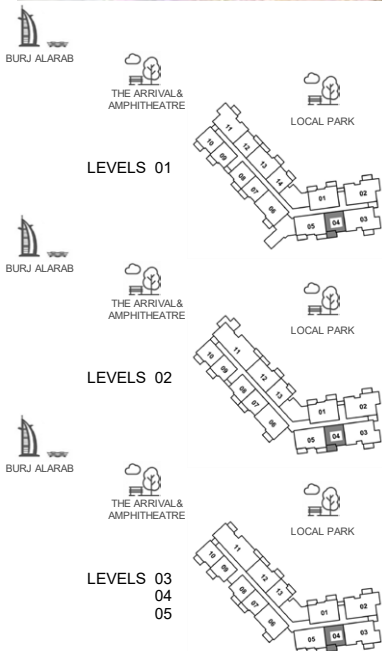 BURJ ALARAB
THE ARRIVAL&
AMPHITHEATRE
LOCAL PARK
LEVELS 01
11
10
12
09
13
08
14
07
06
01
02
05
04
03
BURJ ALARAB
THE ARRIVAL&
AMPHITHEATRE
LOCAL PARK
LEVELS 02
11
10
09
12
08
13
07
06
01
02
05
04
03
BURJ ALARAB
THE ARRIVAL&
AMPHITHEATRE
LOCAL PARK
LEVELS 03
04
05
11
10
09
12
08
13
07
06
01
02
05
04
03